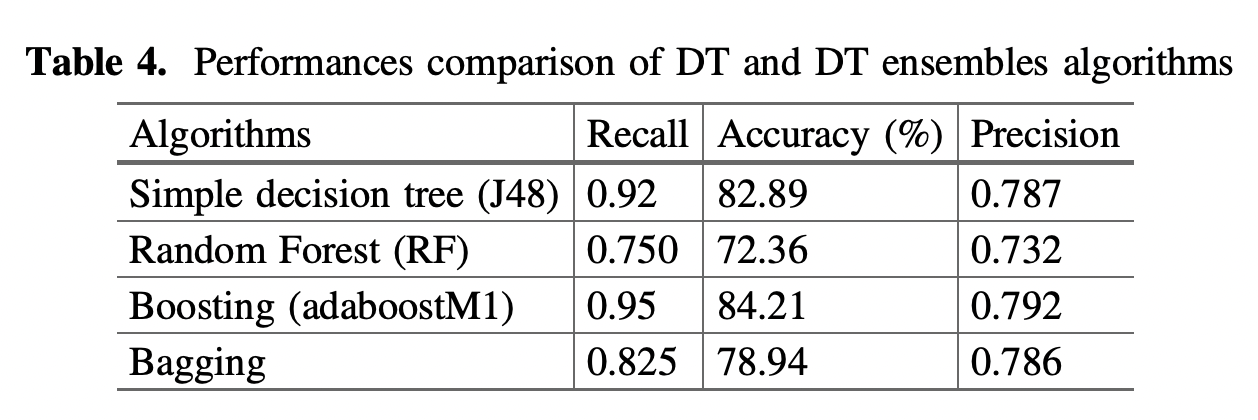 Table 4. Performances comparison of DT and DT ensembles algorithms
Algorithms Recall Accuracy (%) Precision
Simple decision tree (J48) 0.92 82.89 0.787
Random Forest (RF) 0.750 72.36 0.732
Boosting (adaboostM1) 0.95 84.21 0.792
Bagging 0.825 78.94 0.786